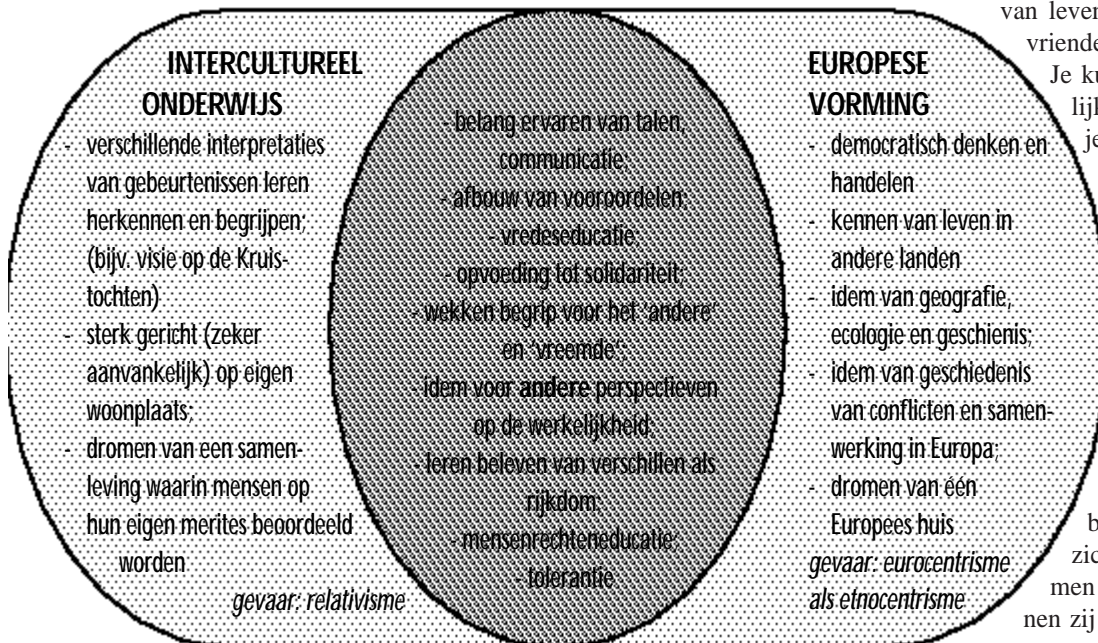 INTERCULTUREEL
ONDERWIJS
- verschillende interpretaties
van gebeurtenissen leren
herkennen en begrijpen;
(bijv. visie op de Kruis-
tochten)
- sterk gericht (zeker
aanvankelijk) op eigen
woonplaats;
- dromen van een samen-
leving waarin mensen op
hun eigen merites beoordeeld
worden
gevaar: relativisme
- belang ervaren van talen,
communicatie;
- afbouw van vooroordelen;
- vredeseducatie;
- opvoeding tot solidariteit;
- wekken begrip voor het 'andere'
en 'vreemde';
- idem voor andere perspectieven
op de werkelijkheid;
- leren beleven van verschillen als
rijkdom;
- mensenrechteneducatie;
- tolerantie
EUROPESE
VORMING
- democratisch denken en
handelen
- kennen van leven in
andere landen
- idem van geografie,
ecologie en geschienis;
- idem van geschiedenis
van conflicten en samen-
werking in Europa;
- dromen van één
Europees huis
gevaar: eurocentrisme
als etnocentrisme
van leven
vriende
Je ku
lijk
je
b
zic
men
nen zij